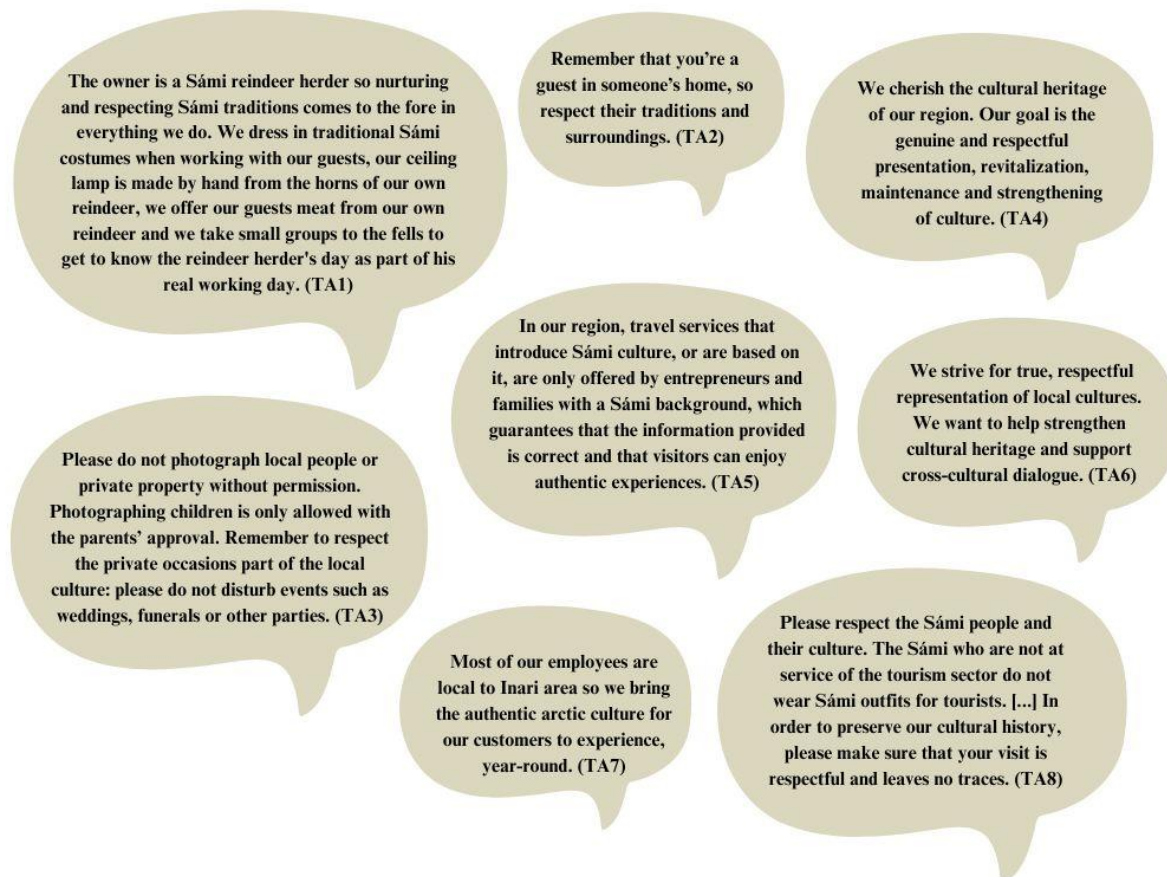 The owner is a Sámi reindeer herder so nurturing
and respecting Sámi traditions comes to the fore in
everything we do. We dress in traditional Sámi
costumes when working with our guests, our ceiling
lamp is made by hand from the horns of our own
reindeer, we offer our guests meat from our own
reindeer and we take small groups to the fells to
get to know the reindeer herder's day as part of his
real working day. (TA1)
Remember that you’re a
guest in someone’s home, so
respect their traditions and
surroundings. (TA2)
We cherish the cultural heritage
of our region. Our goal is the
genuine and respectful
presentation, revitalization,
maintenance and strengthening
of culture. (TA4)
In our region, travel services that
introduce Sámi culture, or are based on
it, are only offered by entrepreneurs and
families with a Sámi background, which
guarantees that the information provided
is correct and that visitors can enjoy
authentic experiences. (TA5)
We strive for true, respectful
representation of local cultures.
We want to help strengthen
cultural heritage and support
cross-cultural dialogue. (TA6)
Please do not photograph local people or
private property without permission.
Photographing children is only allowed with
the parents’ approval. Remember to respect
the private occasions part of the local
culture: please do not disturb events such as
weddings, funerals or other parties. (TA3)
Most of our employees are
local to Inari area so we bring
the authentic arctic culture for
our customers to experience,
year-round. (TA7)
Please respect the Sámi people and
their culture. The Sámi who are not at
service of the tourism sector do not
wear Sámi outfits for tourists. [...] In
order to preserve our cultural history,
please make sure that your visit is
respectful and leaves no traces. (TA8)